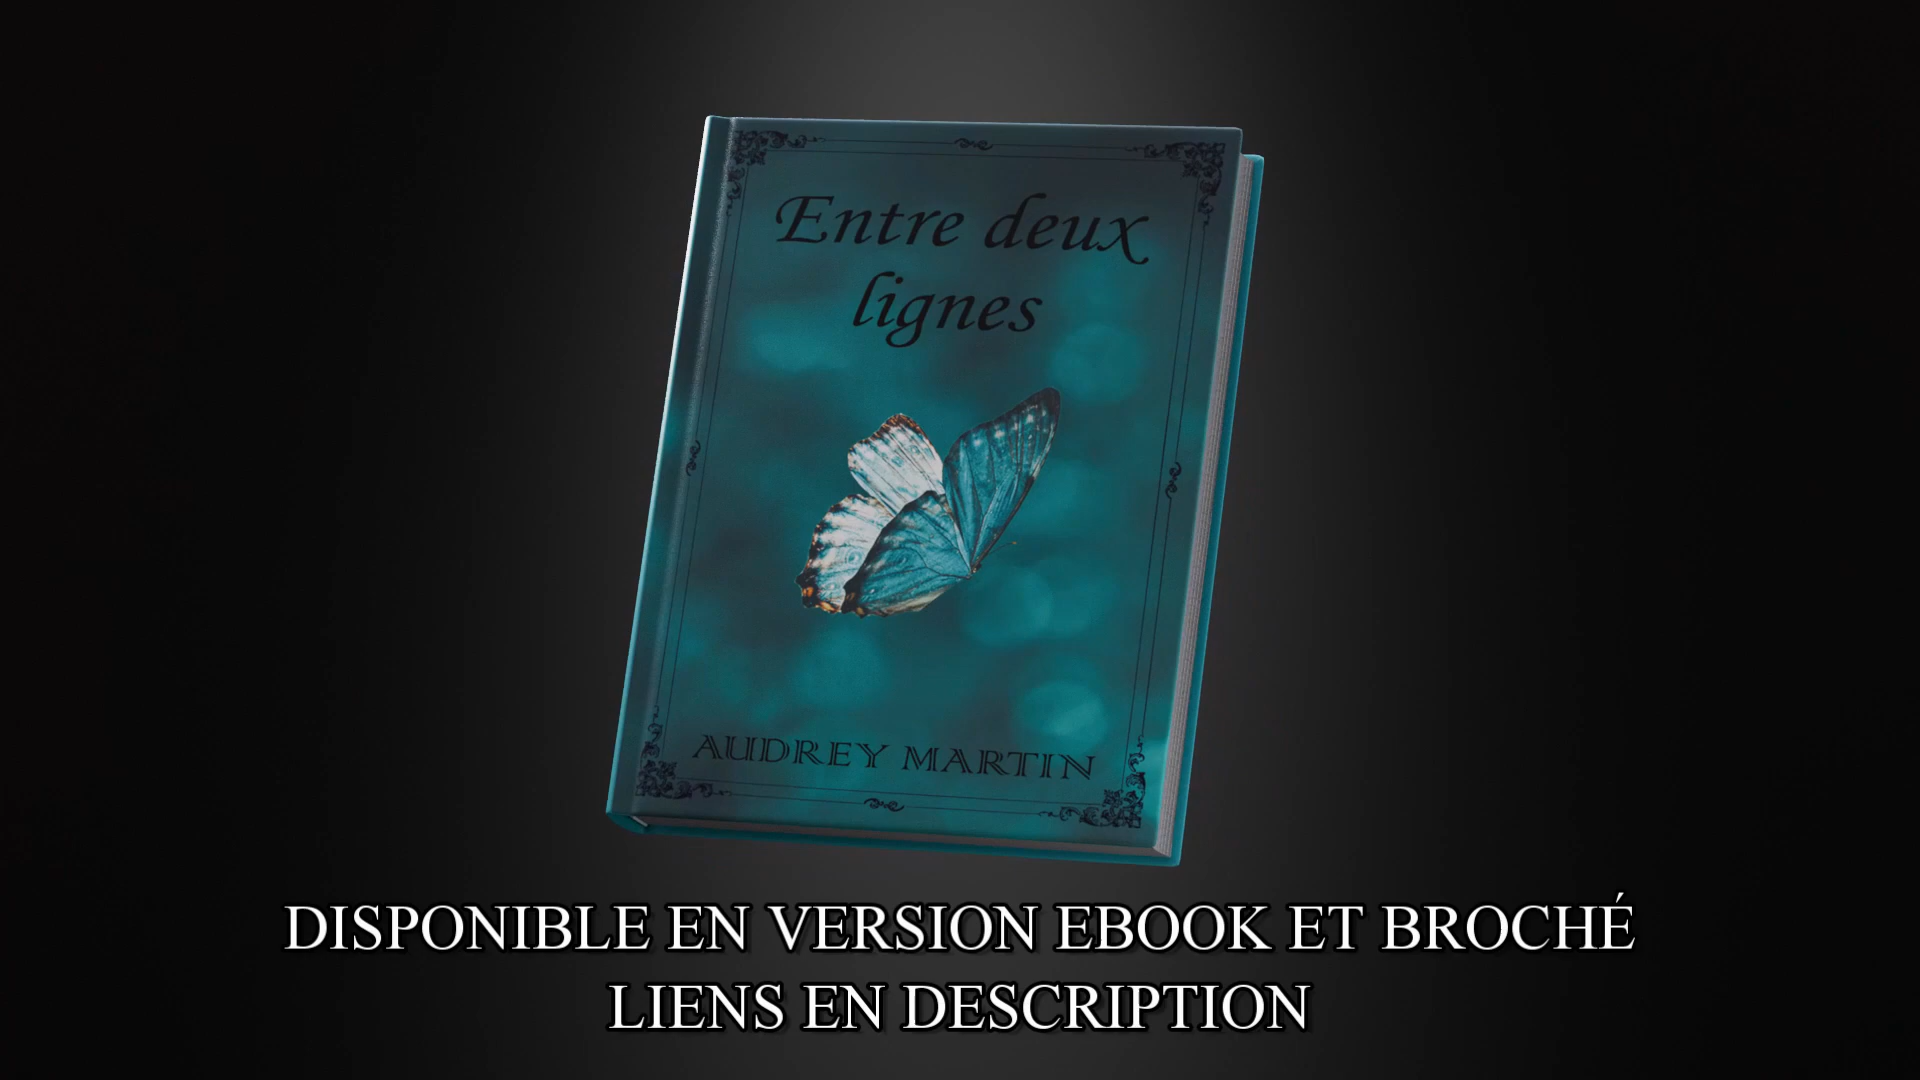 Entre deux
lignes
AUDREY MARTIN
DISPONIBLE EN VERSION EBOOK ET BROCHÉ
LIENS EN DESCRIPTION